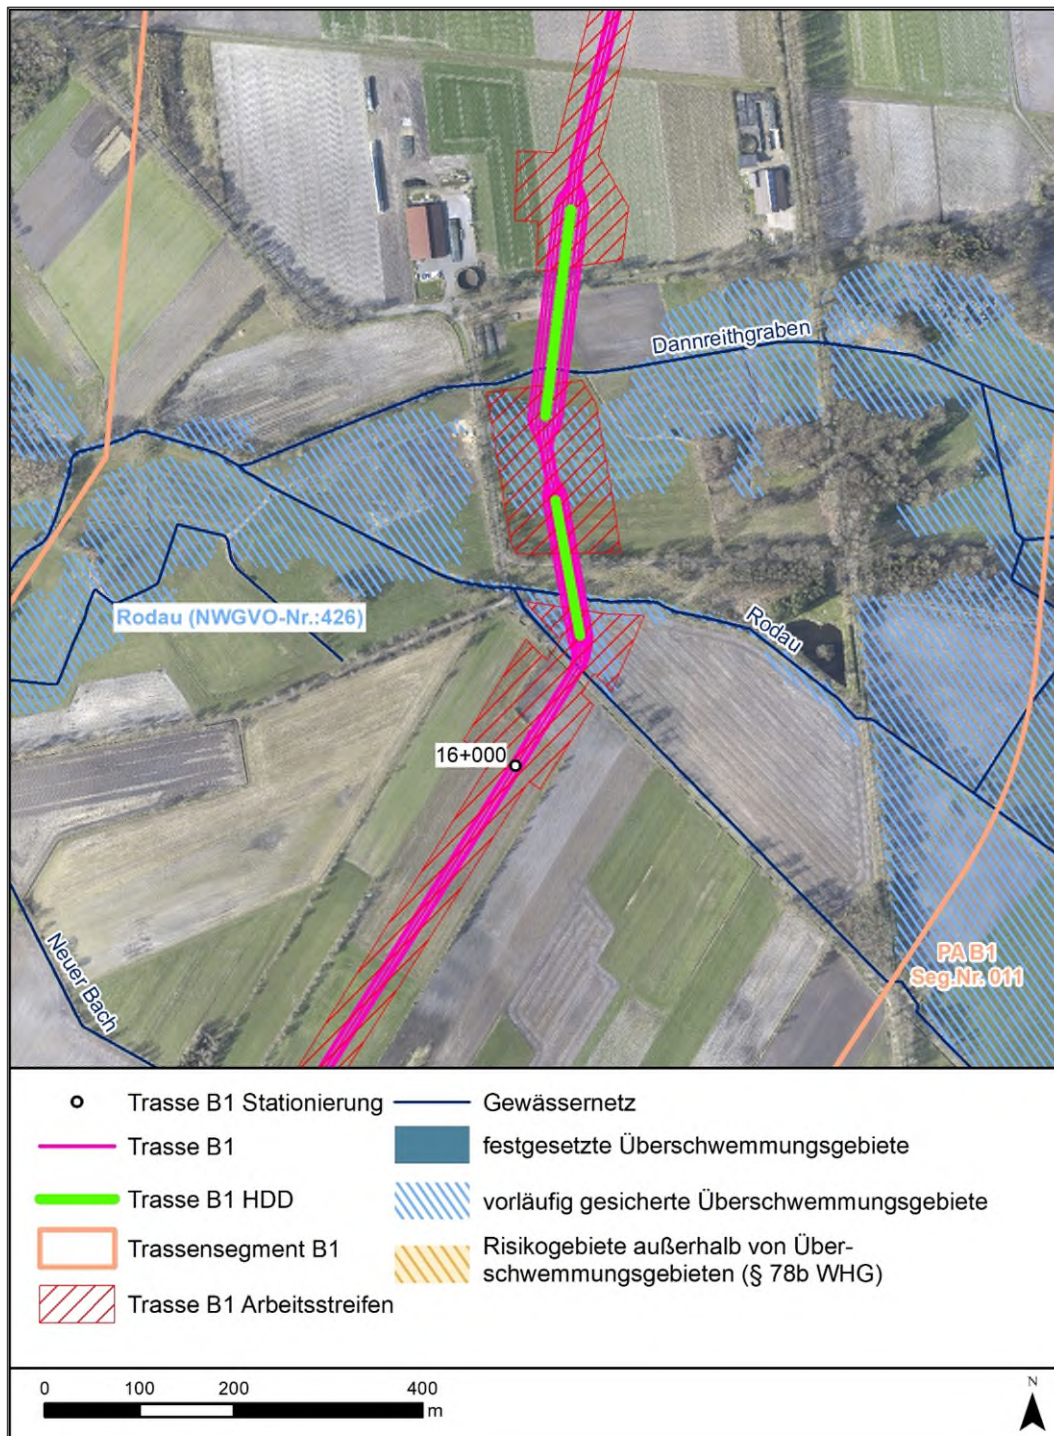 Dannreithgraben
Rodau (NWGVO-Nr.:426)
Rodau
16+000
Neuer Bach
PA B1
Seg.Nr. 011
Trasse B1 Stationierung
Trasse B1
Trasse B1 HDD
Trassensegment B1
Trasse B1 Arbeitsstreifen
Gewässernetz
festgesetzte Überschwemmungsgebiete
vorläufig gesicherte Überschwemmungsgebiete
Risikogebiete außerhalb von Über-
schwemmungsgebieten (§ 78b WHG)
0 100 200 400
m
N